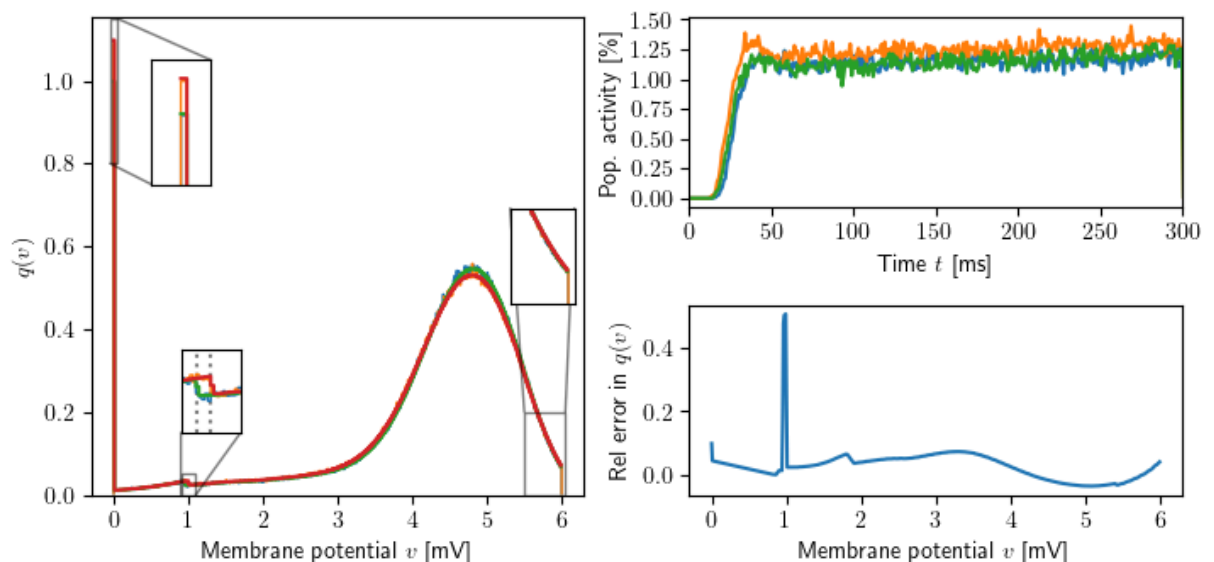 q(v)
1.0
0.8
0.6
0.4
0.2
0.0
0 1 2 3 4 5 6
Membrane potential v [mV]
Pop. activity [%]
1.50
1.25
1.00
0.75
0.50
0.25
0.00
0 50 100 150 200 250 300
Time t [ms]
Rel error in q(v)
0.4
0.2
0.0
0 1 2 3 4 5 6
Membrane potential v [mV]